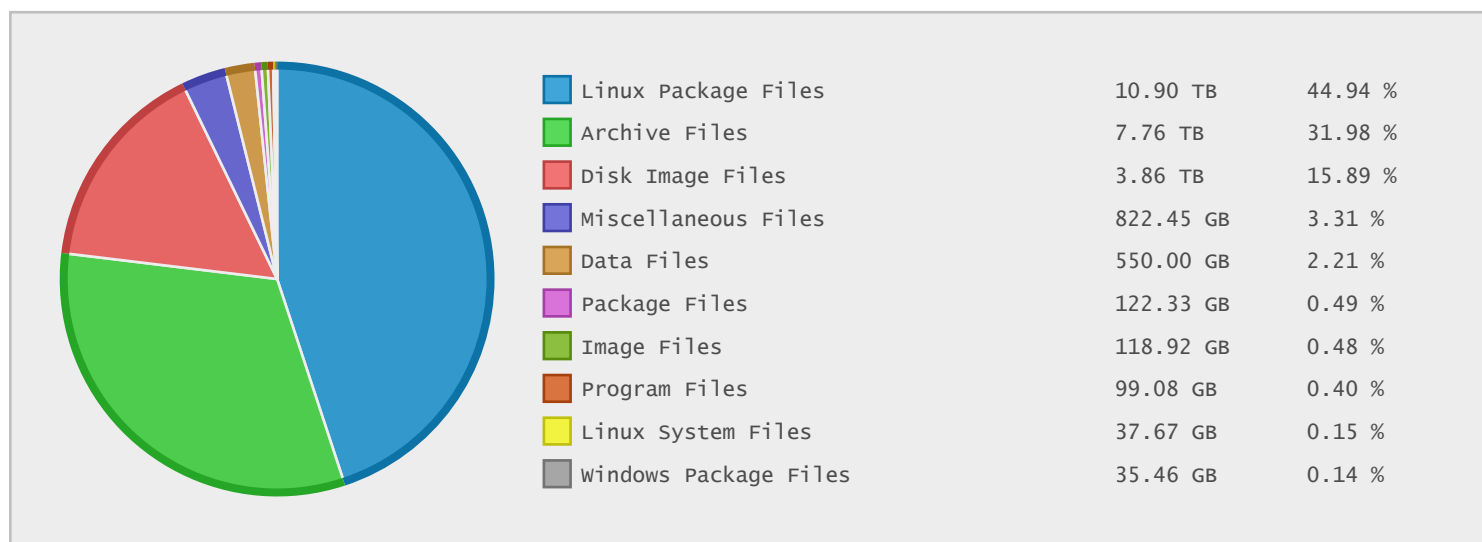 Linux Package Files 10.90 TB 44.94 %
Archive Files 7.76 TB 31.98 %
Disk Image Files 3.86 TB 15.89 %
Miscellaneous Files 822.45 GB 3.31 %
Data Files 550.00 GB 2.21 %
Package Files 122.33 GB 0.49 %
Image Files 118.92 GB 0.48 %
Program Files 99.08 GB 0.40 %
Linux System Files 37.67 GB 0.15 %
Windows Package Files 35.46 GB 0.14 %